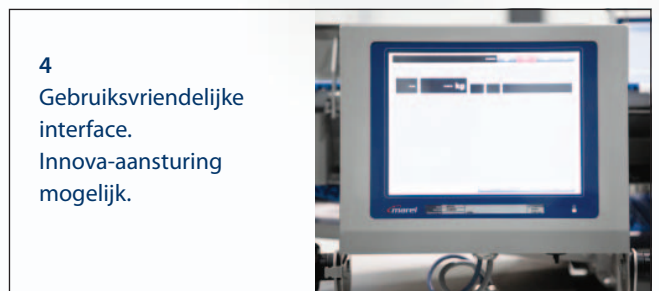 4
Gebruiksvriendelijke
interface.
Innova-aansturing
mogelijk.
kg
marel